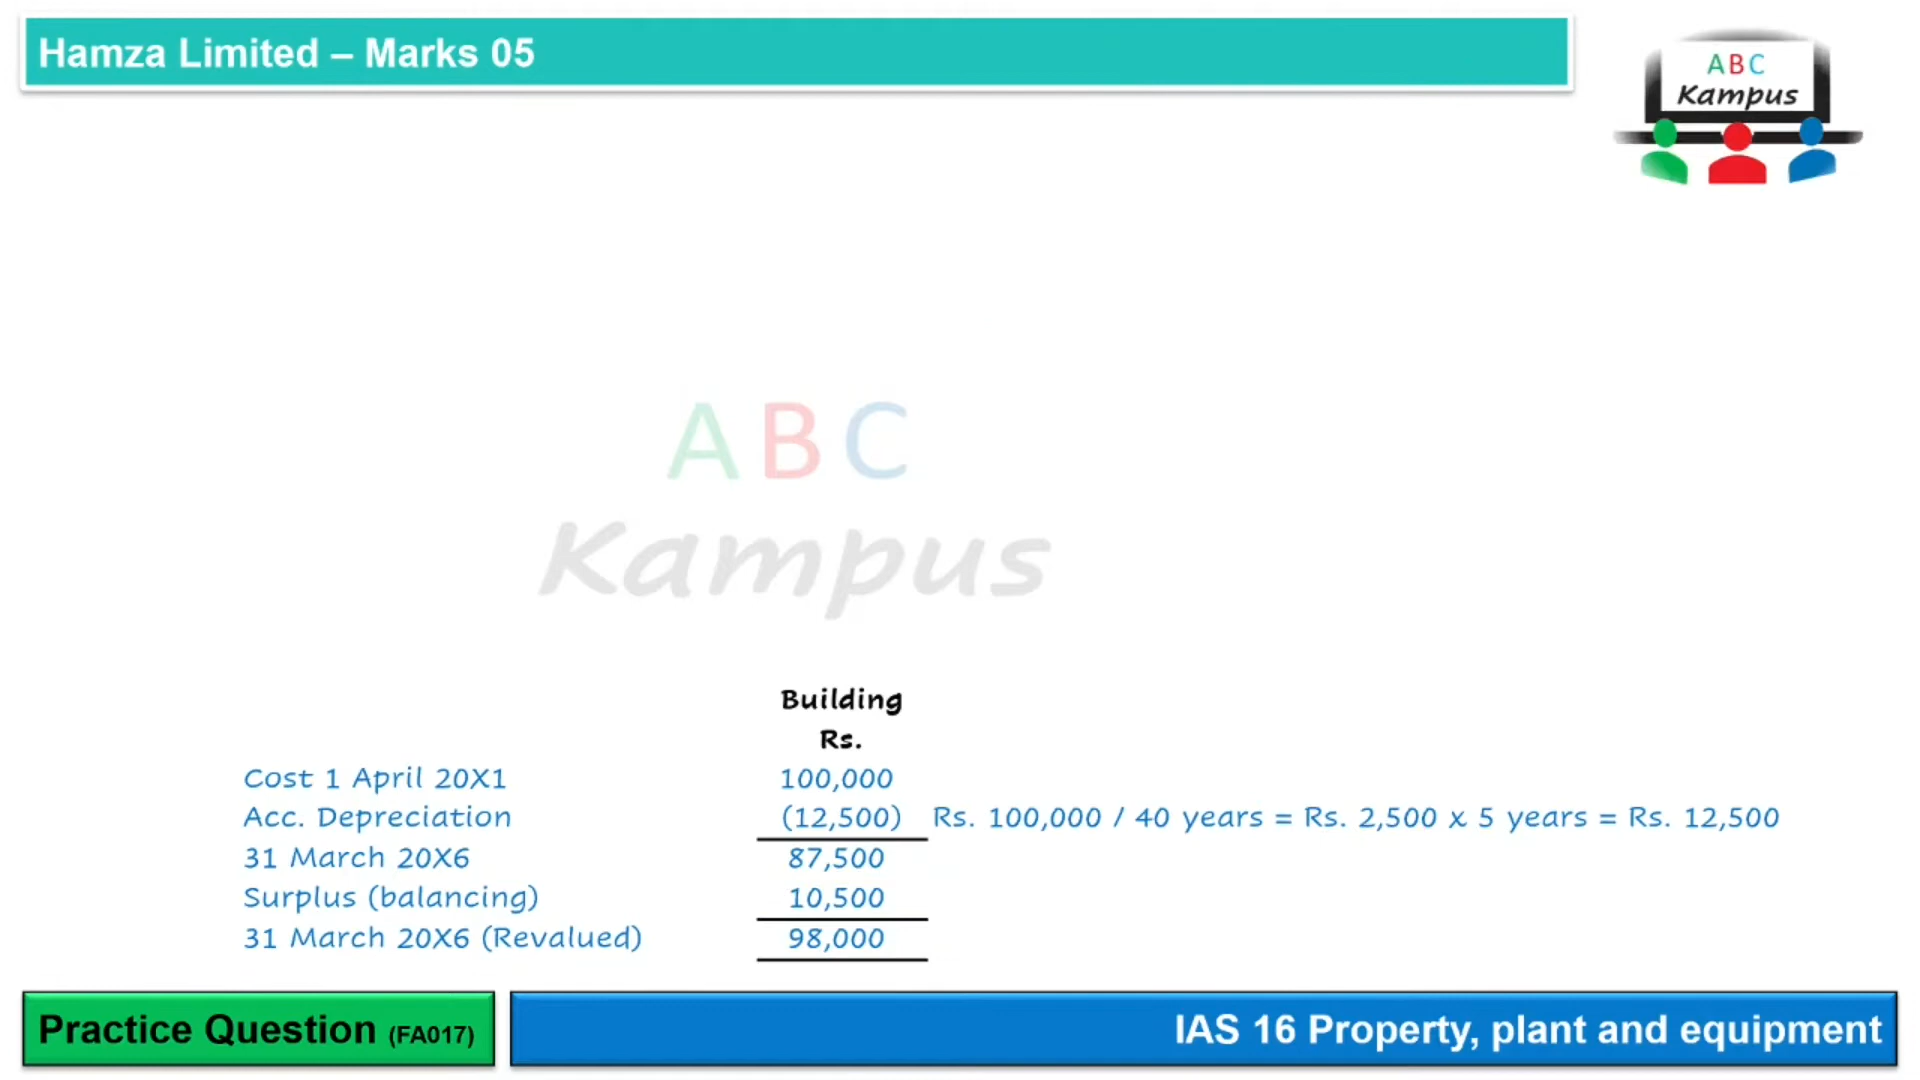 Hamza Limited – Marks 05
ABC
Kampus
ABC
Kampus
Building
Rs.
Cost 1 April 20X1 100,000
Acc. Depreciation (12,500) Rs. 100,000 / 40 years = Rs. 2,500 x 5 years = Rs. 12,500
31 March 20X6 87,500
Surplus (balancing) 10,500
31 March 20X6 (Revalued) 98,000
Practice Question (FA017)
IAS 16 Property, plant and equipment